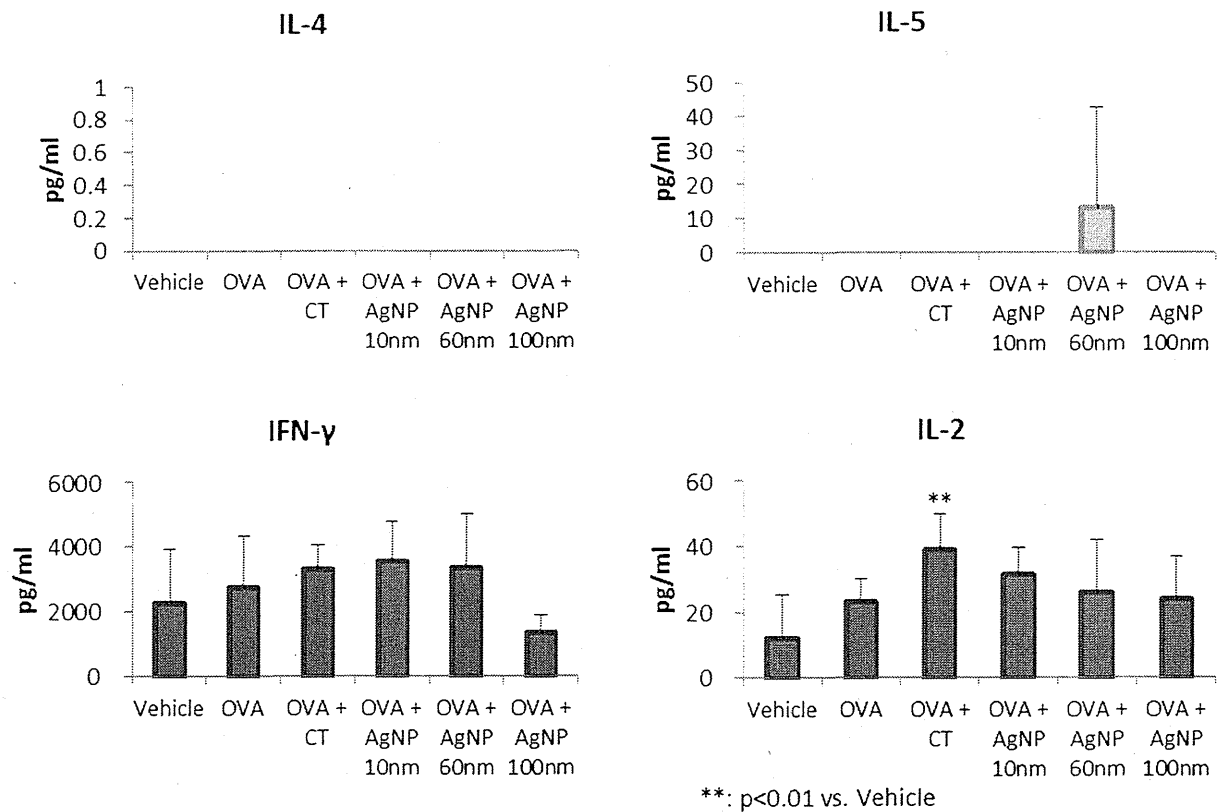 IL-4
pg/ml
1
0.8
0.6
0.4
0.2
0
Vehicle OVA OVA + OVA + OVA + OVA +
CT AgNP AgNP AgNP
10nm 60nm 100nm
IL-5
pg/ml
50
40
30
20
10
0
Vehicle OVA OVA + OVA + OVA + OVA +
CT AgNP AgNP AgNP
10nm 60nm 100nm
IFN-γ
pg/ml
6000
4000
2000
0
Vehicle OVA OVA + OVA + OVA + OVA +
CT AgNP AgNP AgNP
10nm 60nm 100nm
IL-2
pg/ml
60
40
20
0
**
Vehicle OVA OVA + OVA + OVA + OVA +
CT AgNP AgNP AgNP
10nm 60nm 100nm
**: p<0.01 vs. Vehicle